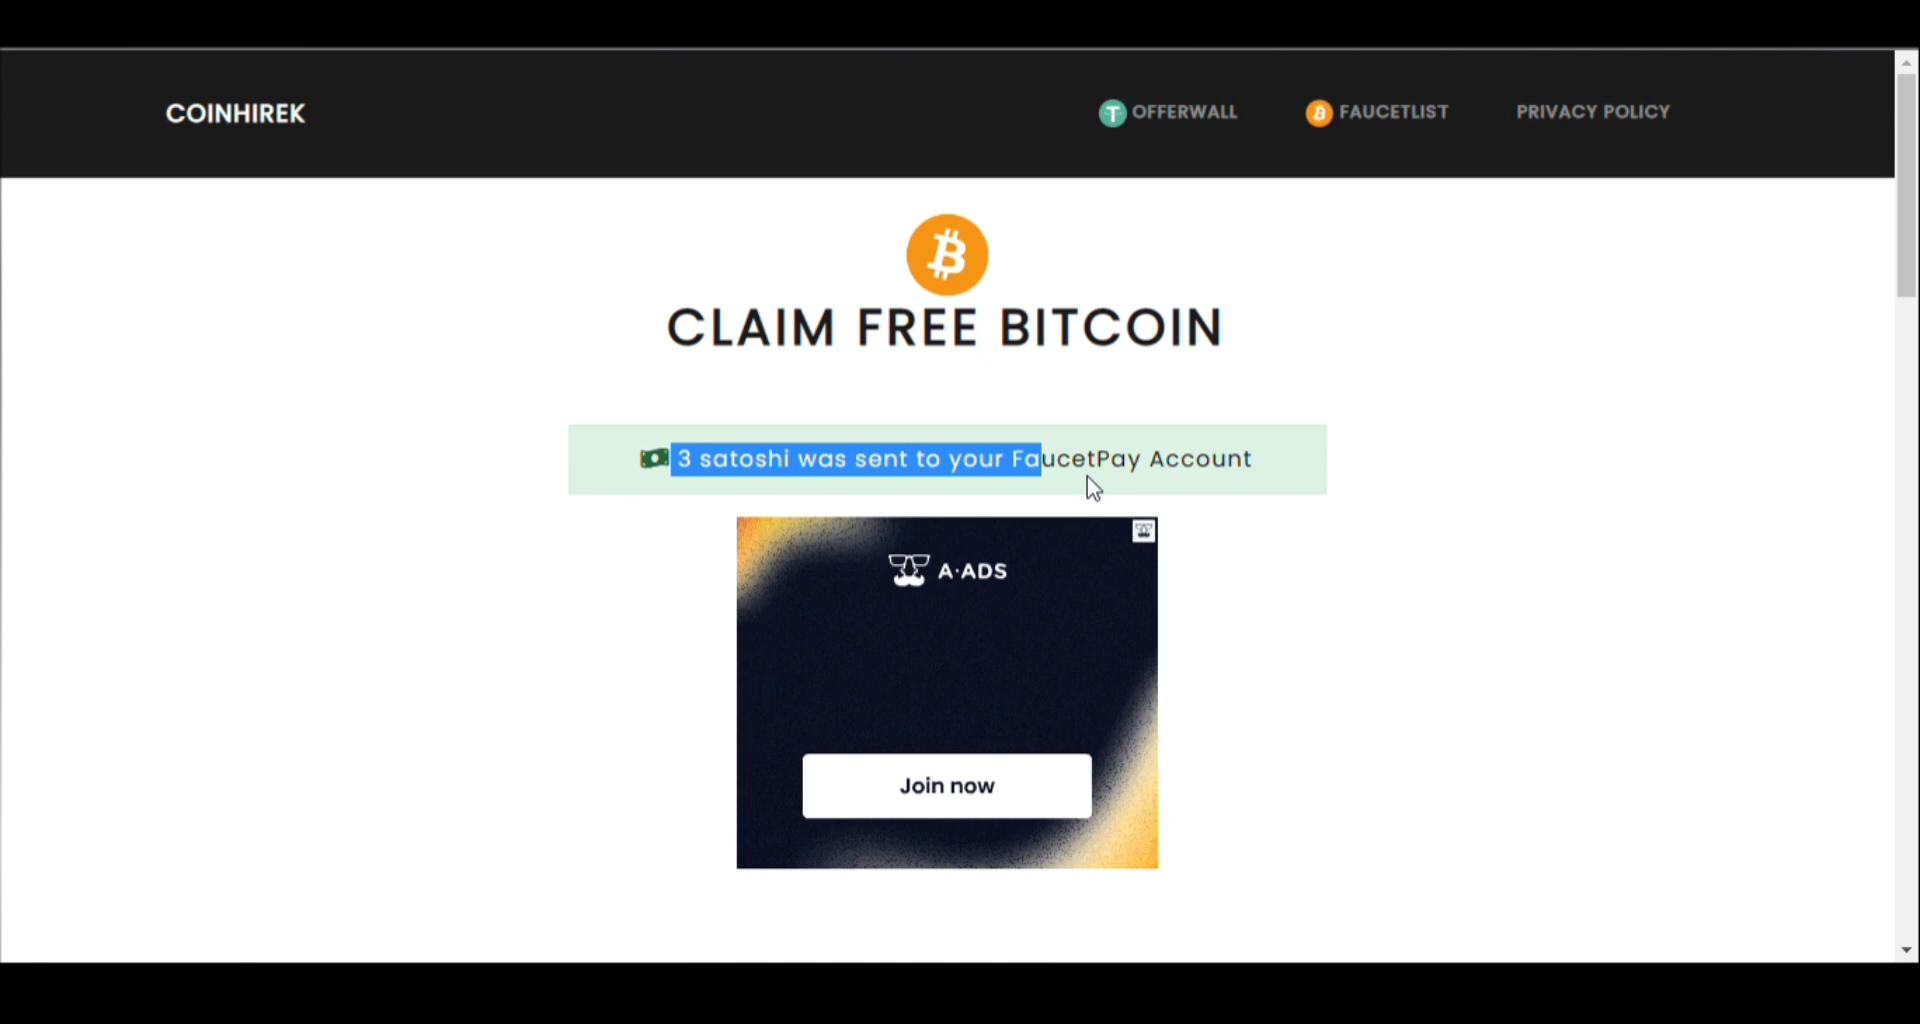 COINHIREK
OFFERWALL
FAUCETLIST
PRIVACY POLICY
CLAIM FREE BITCOIN
3 satoshi was sent to your FaucetPay Account
A·ADS
Join now